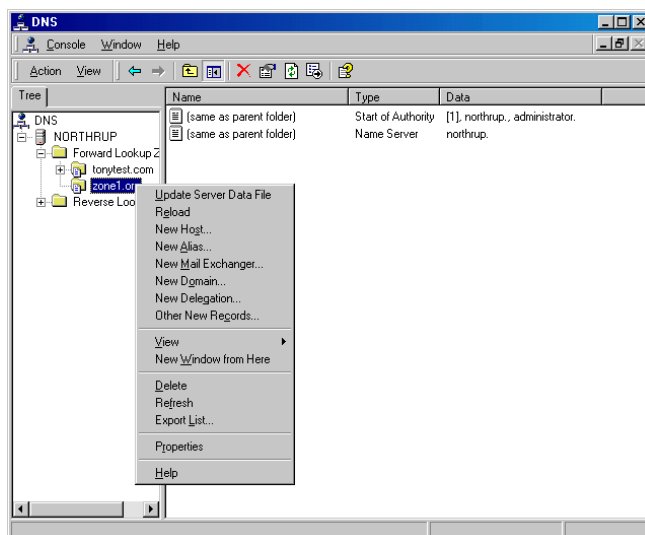 DNS
Console Window Help
Action View
Tree
Name Type Data
DNS
NORTHRUP
Forward Lookup Z
tonytest.com
zone1.or
Reverse Loo
(same as parent folder) Start of Authority [1], northrup., administrator.
(same as parent folder) Name Server northrup.
Update Server Data File
Reload
New Host...
New Alias...
New Mail Exchanger...
New Domain...
New Delegation...
Other New Records...
View
New Window from Here
Delete
Refresh
Export List...
Properties
Help